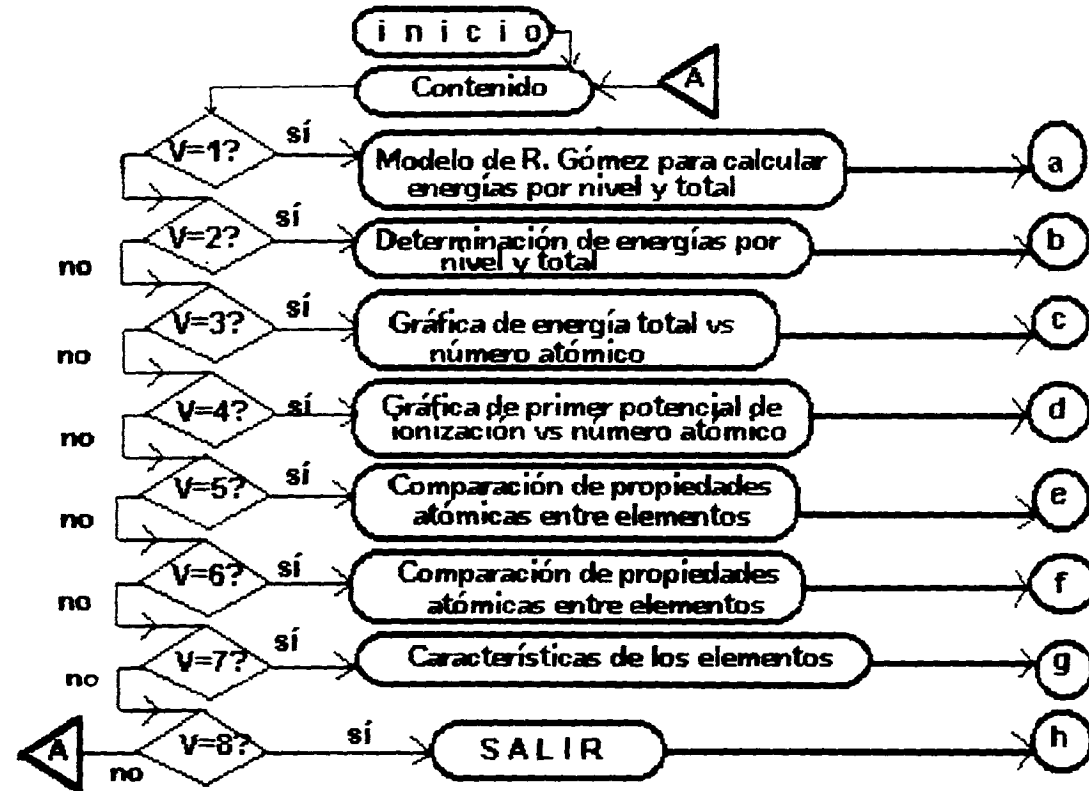 inicio
Contenido
A
V=1?
sí
Modelo de R. Gómez para calcular
energías por nivel y total
a
V=2?
sí
Determinación de energías por
nivel y total
b
no
V=3?
sí
Gráfica de energía total vs
número atómico
c
no
V=4?
sí
Gráfica de primer potencial de
ionización vs número atómico
d
no
V=5?
sí
Comparación de propiedades
atómicas entre elementos
e
no
V=6?
sí
Comparación de propiedades
atómicas entre elementos
f
no
V=7?
sí
Características de los elementos
g
no
A
no
V=8?
sí
SALIR
h